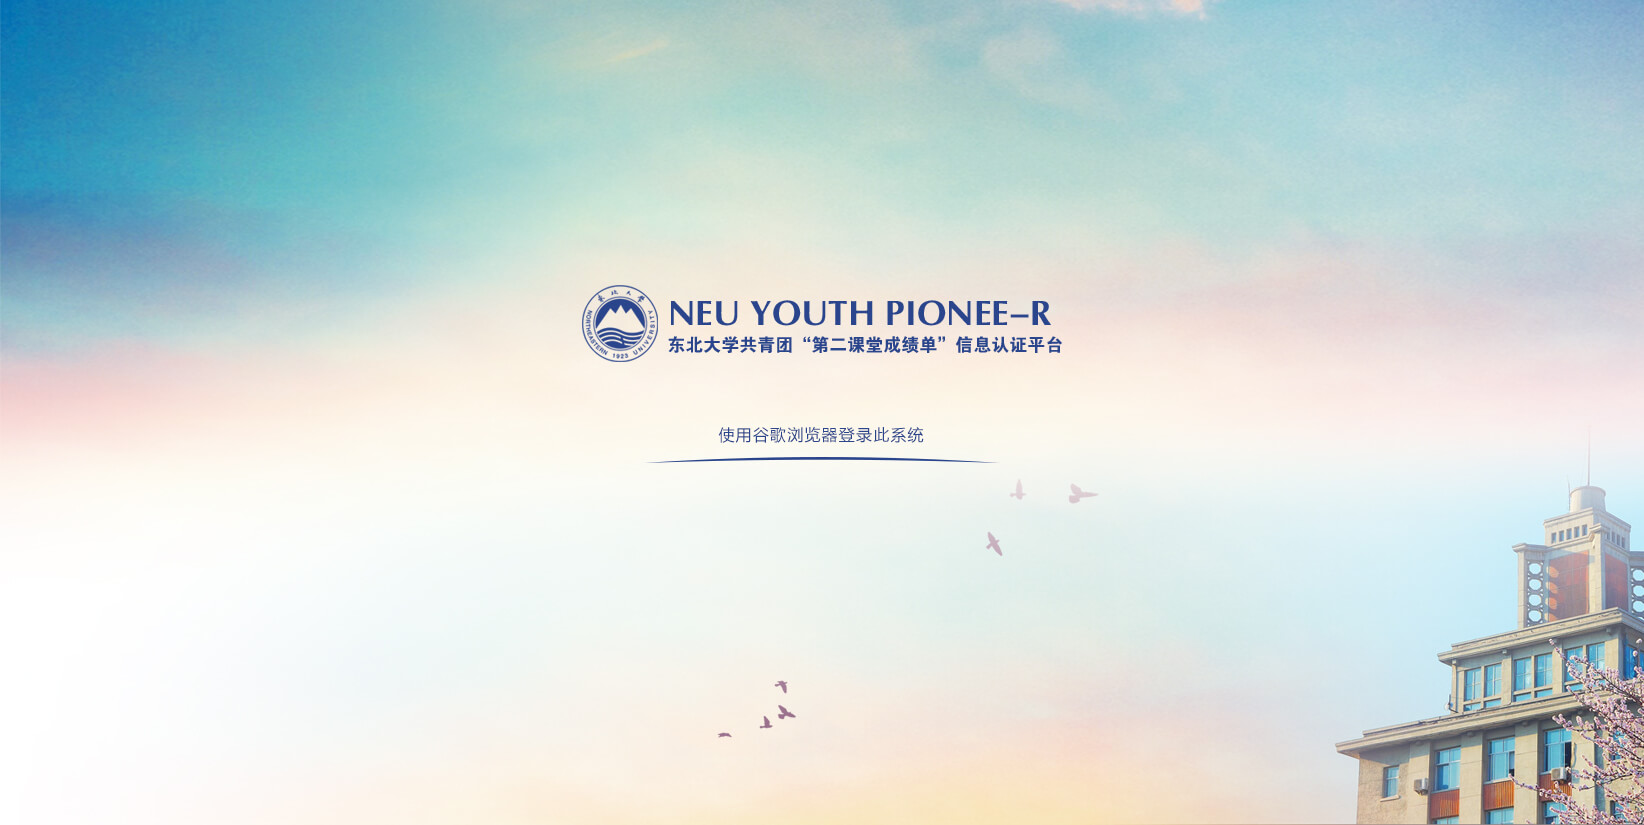 东北大学
NORTHEASTERN 1923 UNIVERSITY
NEU YOUTH PIONEE–R
东北大学共青团“第二课堂成绩单”信息认证平台
使用谷歌浏览器登录此系统